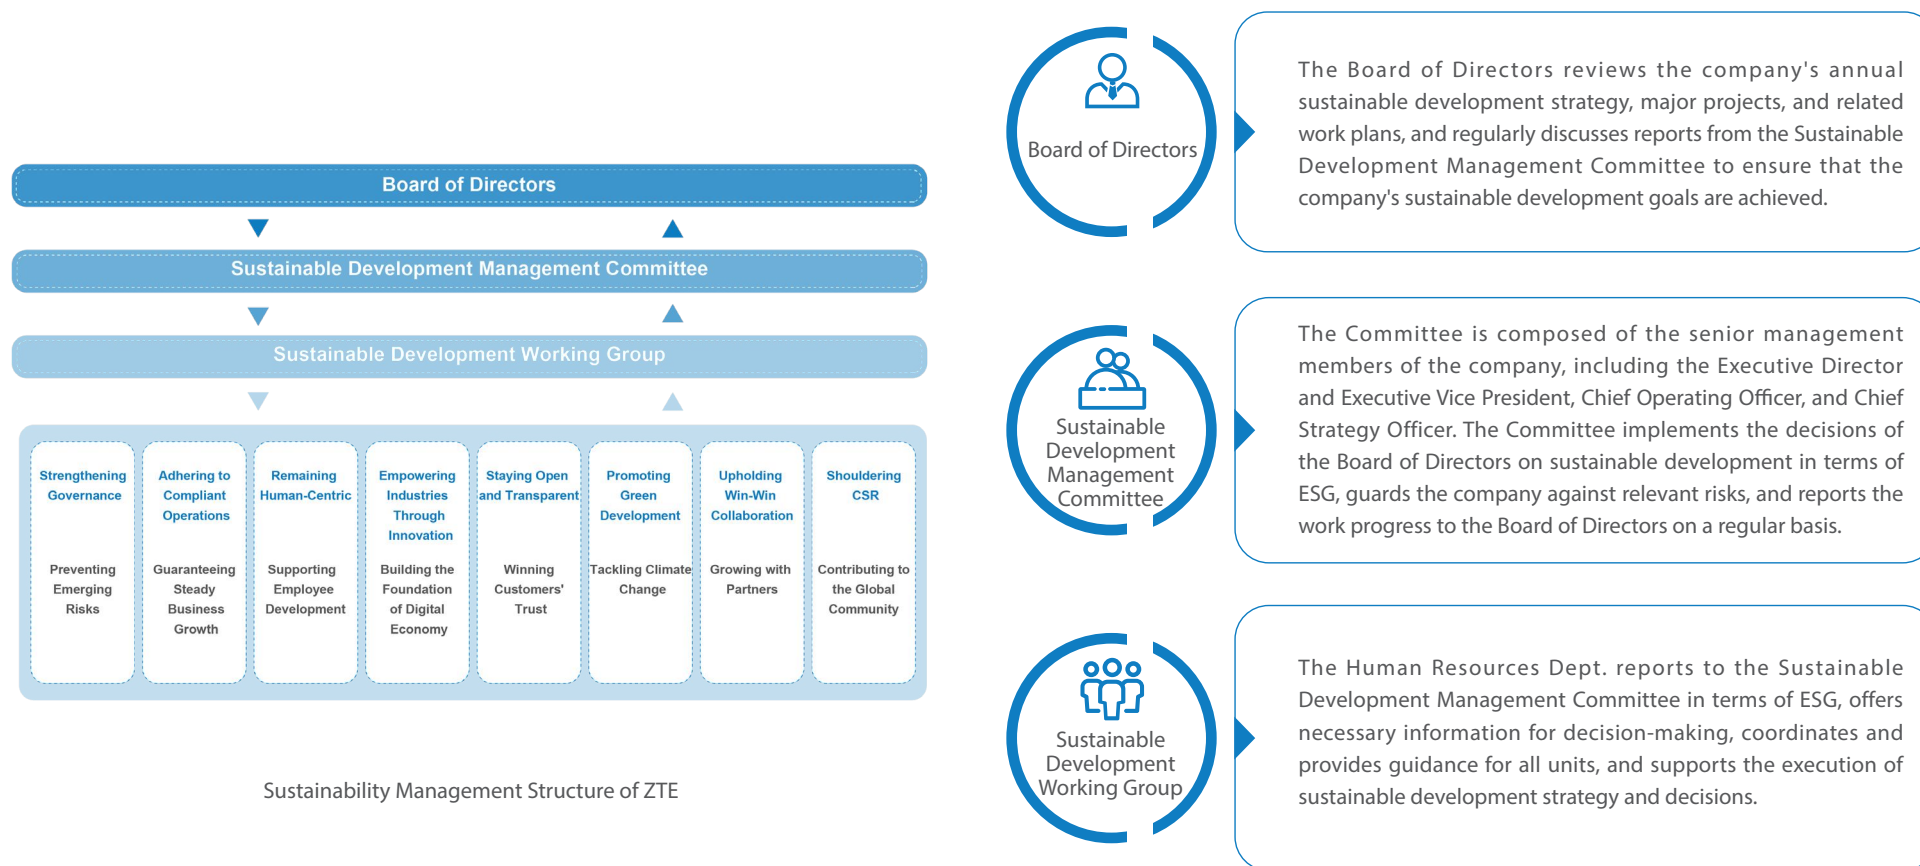 Board of Directors
Sustainable Development Management Committee
Sustainable Development Working Group
Strengthening
Governance
Preventing
Emerging
Risks
Adhering to
Compliant
Operations
Guaranteeing
Steady
Business
Growth
Remaining
Human-Centric
Supporting
Employee
Development
Empowering
Industries
Through
Innovation
Building the
Foundation
of Digital
Economy
Staying Open
and Transparent
Winning
Customers'
Trust
Promoting
Green
Development
Tackling Climate
Change
Upholding
Win-Win
Collaboration
Growing with
Partners
Shouldering
CSR
Contributing to
the Global
Community
Sustainability Management Structure of ZTE
Board of Directors
The Board of Directors reviews the company's annual
sustainable development strategy, major projects, and related
work plans, and regularly discusses reports from the Sustainable
Development Management Committee to ensure that the
company's sustainable development goals are achieved.
Sustainable
Development
Management
Committee
The Committee is composed of the senior management
members of the company, including the Executive Director
and Executive Vice President, Chief Operating Officer, and Chief
Strategy Officer. The Committee implements the decisions of
the Board of Directors on sustainable development in terms of
ESG, guards the company against relevant risks, and reports the
work progress to the Board of Directors on a regular basis.
Sustainable
Development
Working Group
The Human Resources Dept. reports to the Sustainable
Development Management Committee in terms of ESG, offers
necessary information for decision-making, coordinates and
provides guidance for all units, and supports the execution of
sustainable development strategy and decisions.